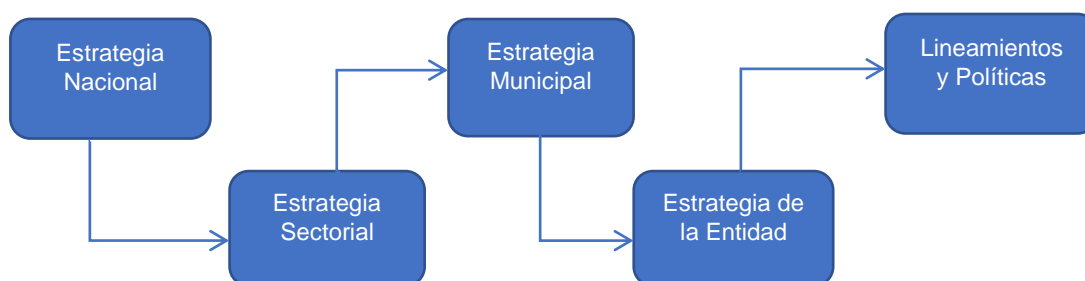 Estrategia
Nacional
Estrategia
Sectorial
Estrategia
Municipal
Estrategia de
la Entidad
Lineamientos
y Políticas